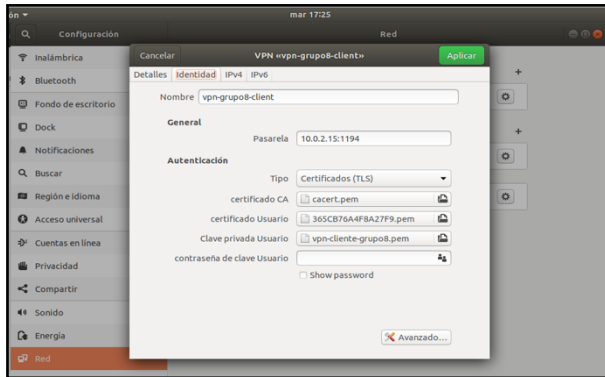 ón
mar 17:25
Configuración
Red
Inalámbrica
Bluetooth
Fondo de escritorio
Dock
Notificaciones
Buscar
Región e idioma
Acceso universal
Cuentas en línea
Privacidad
Compartir
Sonido
Energía
Red
Cancelar
VPN «vpn-grupo8-client»
Aplicar
Detalles Identidad IPv4 IPv6
Nombre vpn-grupo8-client
General
Pasarela 10.0.2.15:1194
Autenticación
Tipo Certificados (TLS)
certificado CA cacert.pem
certificado Usuario 365CB76A4F8A27F9.pem
Clave privada Usuario vpn-cliente-grupo8.pem
contraseña de clave Usuario
Show password
Avanzado...